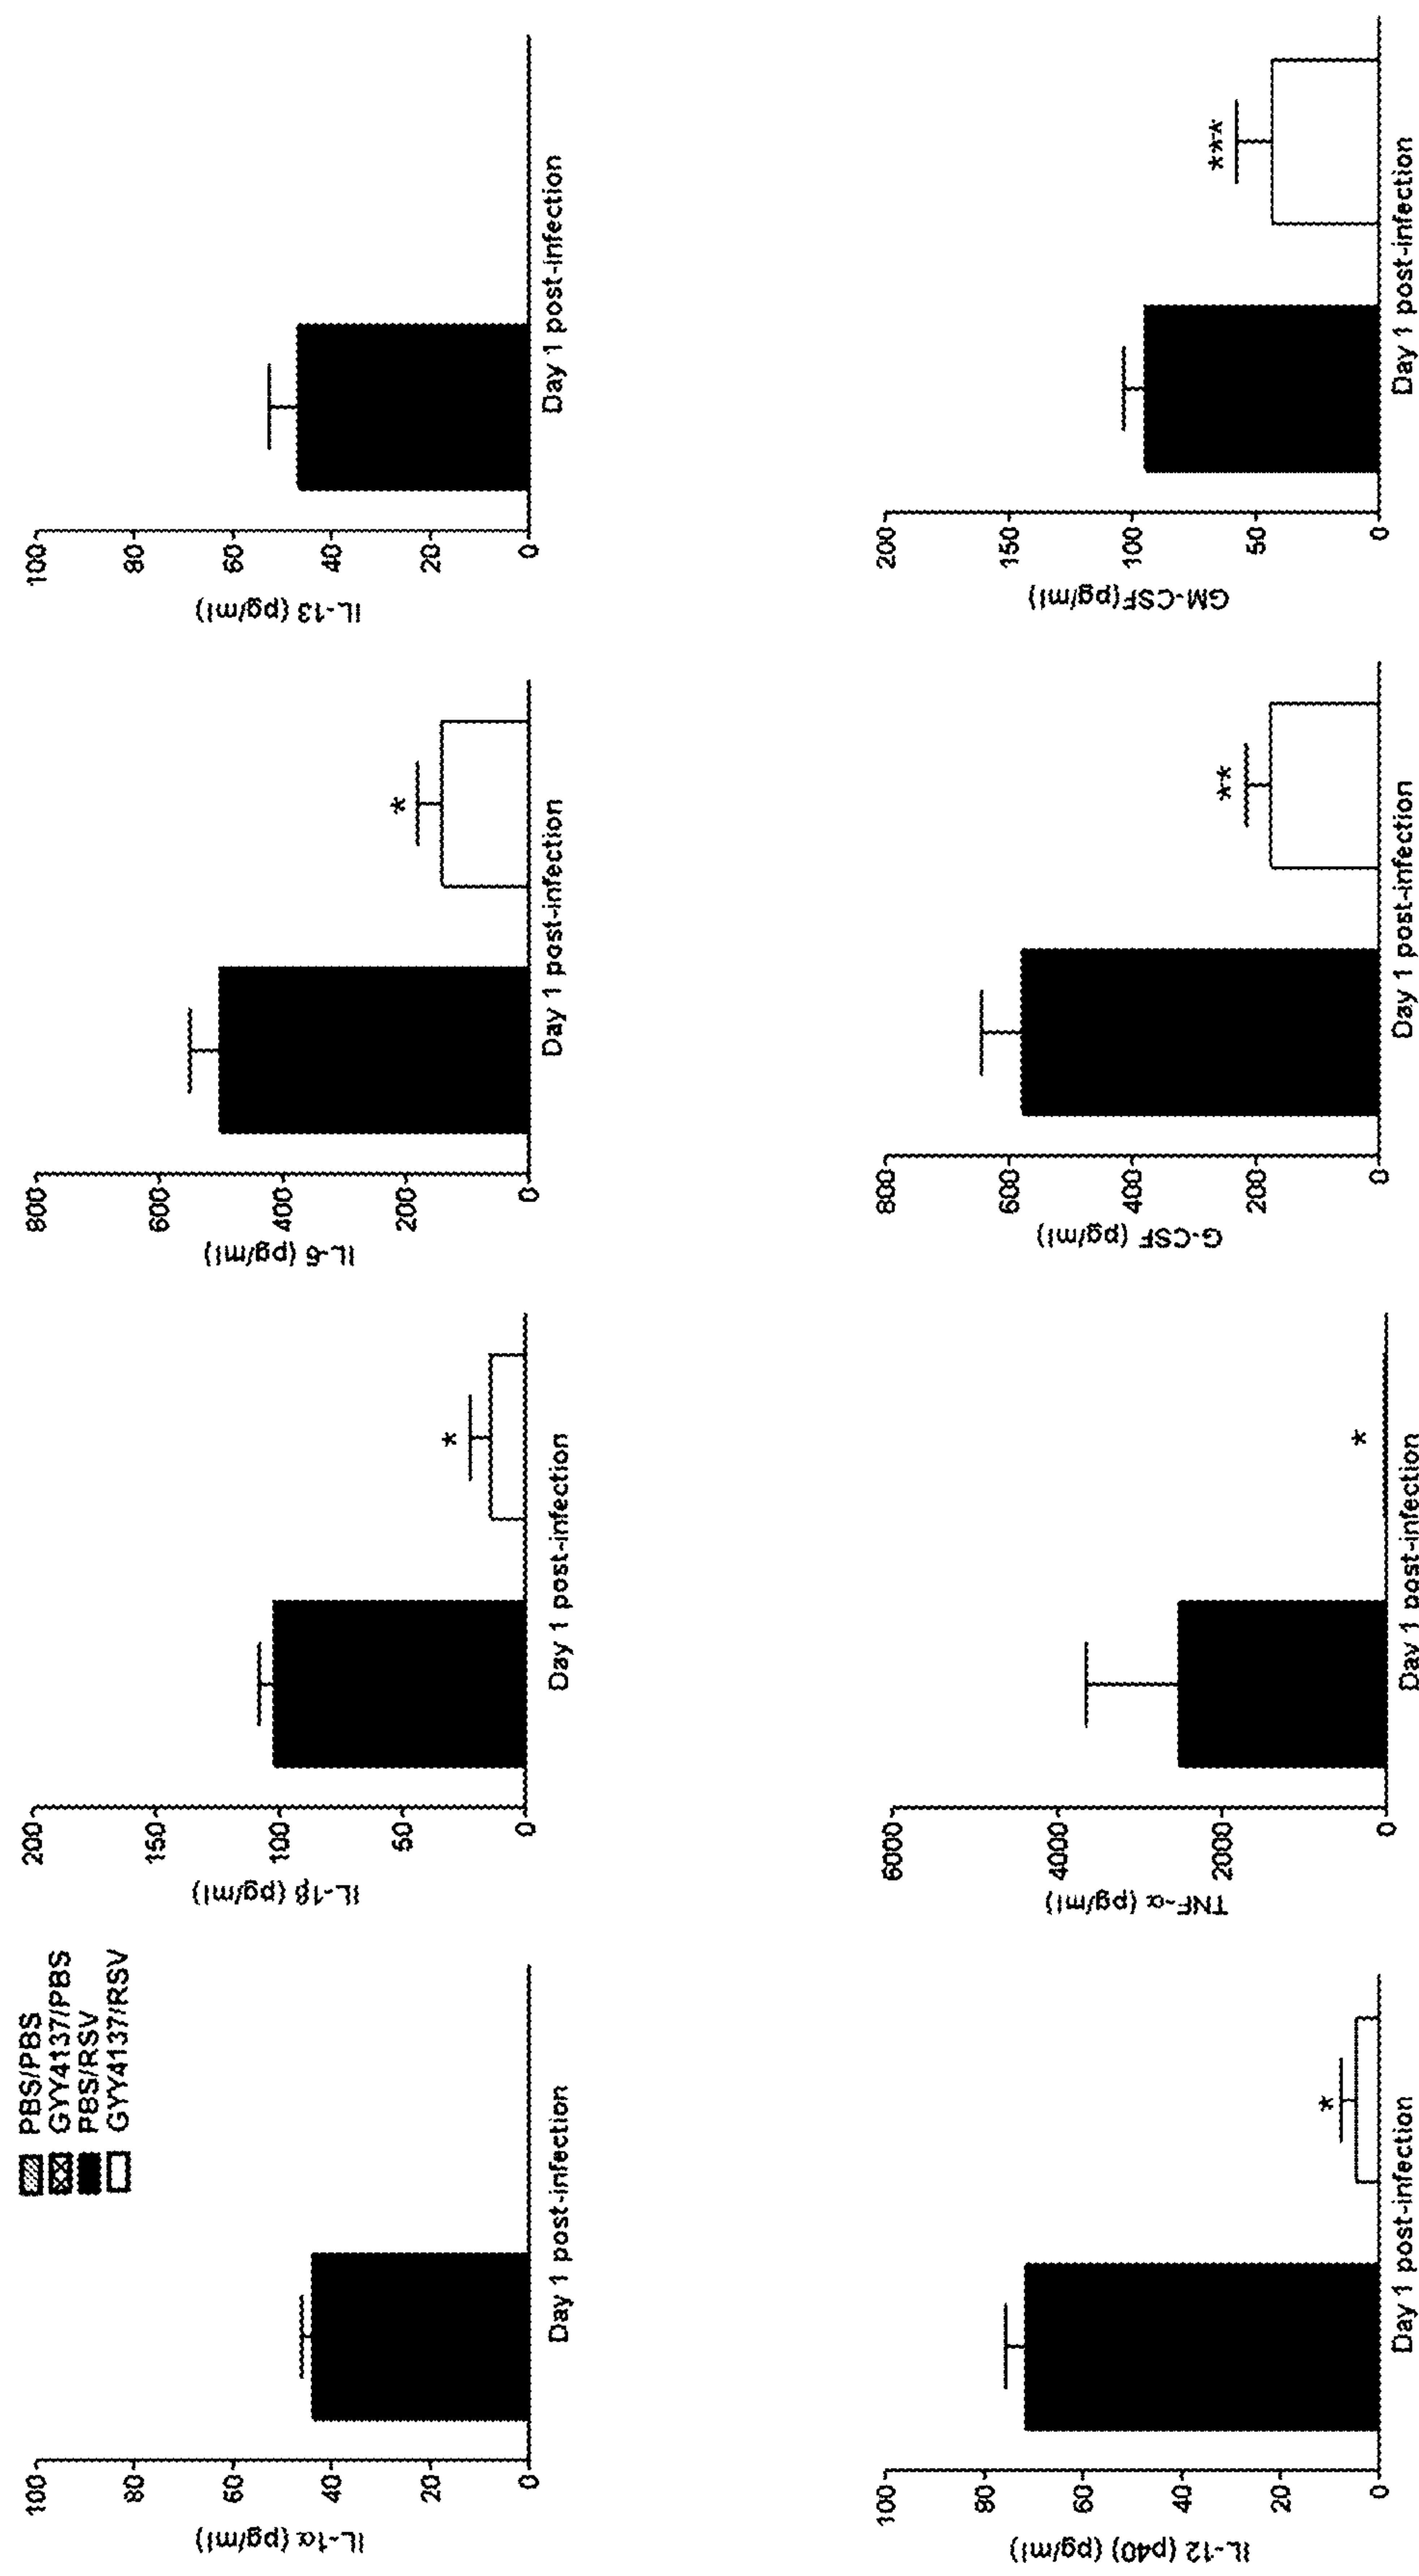 PBS/PBS
GYY4137/PBS
PBS/RSV
GYY4137/RSV
IL-1α (pg/ml)
100
80
60
40
20
0
Day 1 post-infection
IL-1β (pg/ml)
200
150
100
50
0
*
Day 1 post-infection
IL-6 (pg/ml)
800
600
400
200
0
*
Day 1 post-infection
IL-13 (pg/ml)
100
80
60
40
20
0
Day 1 post-infection
IL-12 (p40) (pg/ml)
100
80
60
40
20
0
*
Day 1 post-infection
TNF-α (pg/ml)
6000
4000
2000
0
*
Day 1 post-infection
G-CSF (pg/ml)
800
600
400
200
0
**
Day 1 post-infection
GM-CSF(pg/ml)
200
150
100
50
0
***
Day 1 post-infection